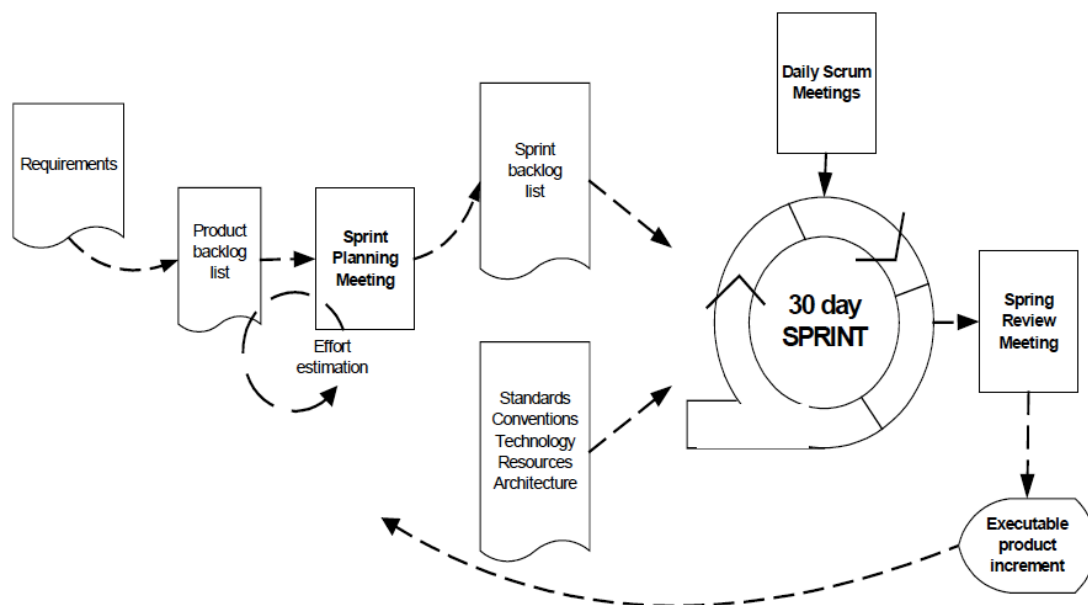 Requirements
Product
backlog
list
Sprint
Planning
Meeting
Effort
estimation
Sprint
backlog
list
Standards
Conventions
Technology
Resources
Architecture
Daily Scrum
Meetings
30 day
SPRINT
Spring
Review
Meeting
Executable
product
increment